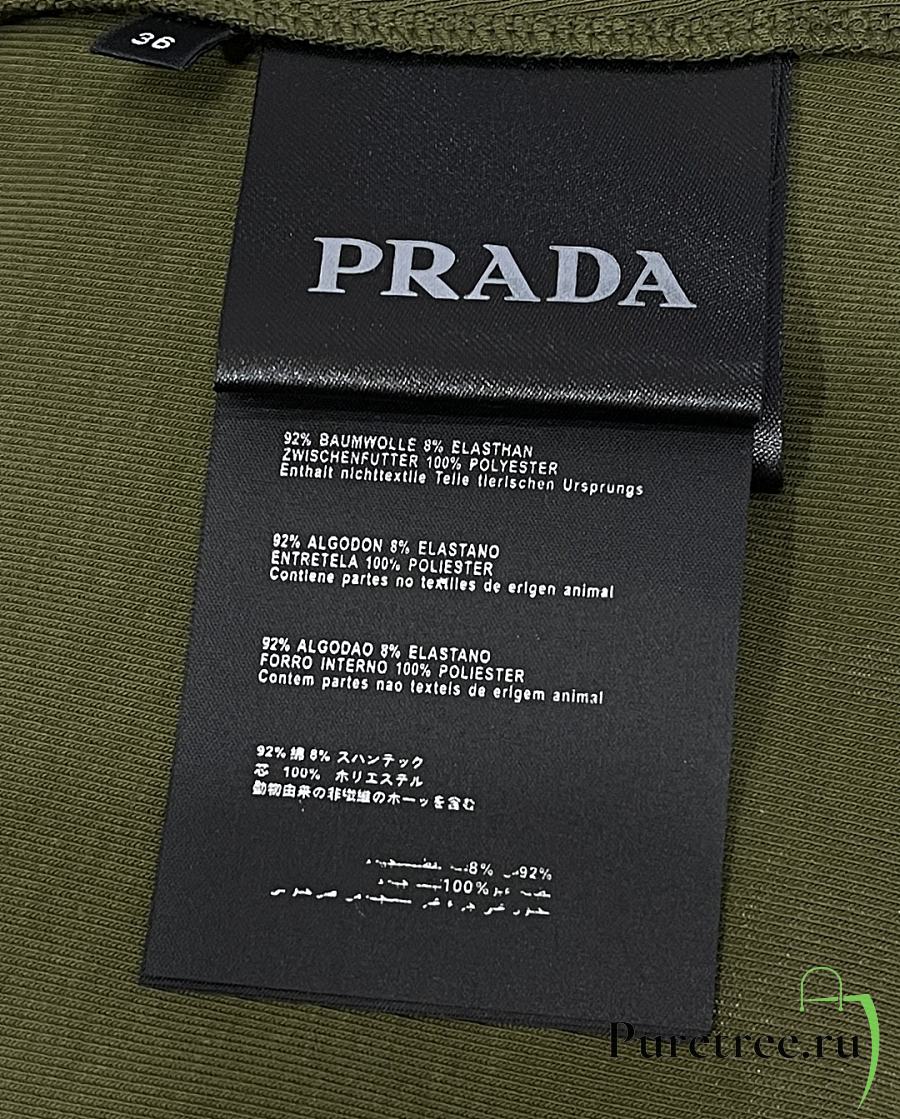 36
PRADA
92% BAUMWOLLE 8% ELASTHAN
ZWISCHENFUTTER 100% POLYESTER
Enthalt nichttextile Teile tierischen Ursprungs
92% ALGODON 8% ELASTANO
ENTRETELA 100% POLIESTER
Contiene partes no textiles de erigen animal
92% ALGODAO 8% ELASTANO
FORRO INTERNO 100% POLIESTER
Contem partes nao texteis de erigem animal
92% 綿 8% スハンテック
芯 100% ホリエステル
動物由来の非繊維のホーッを含む
8% 92%
100%
Puretree.ru